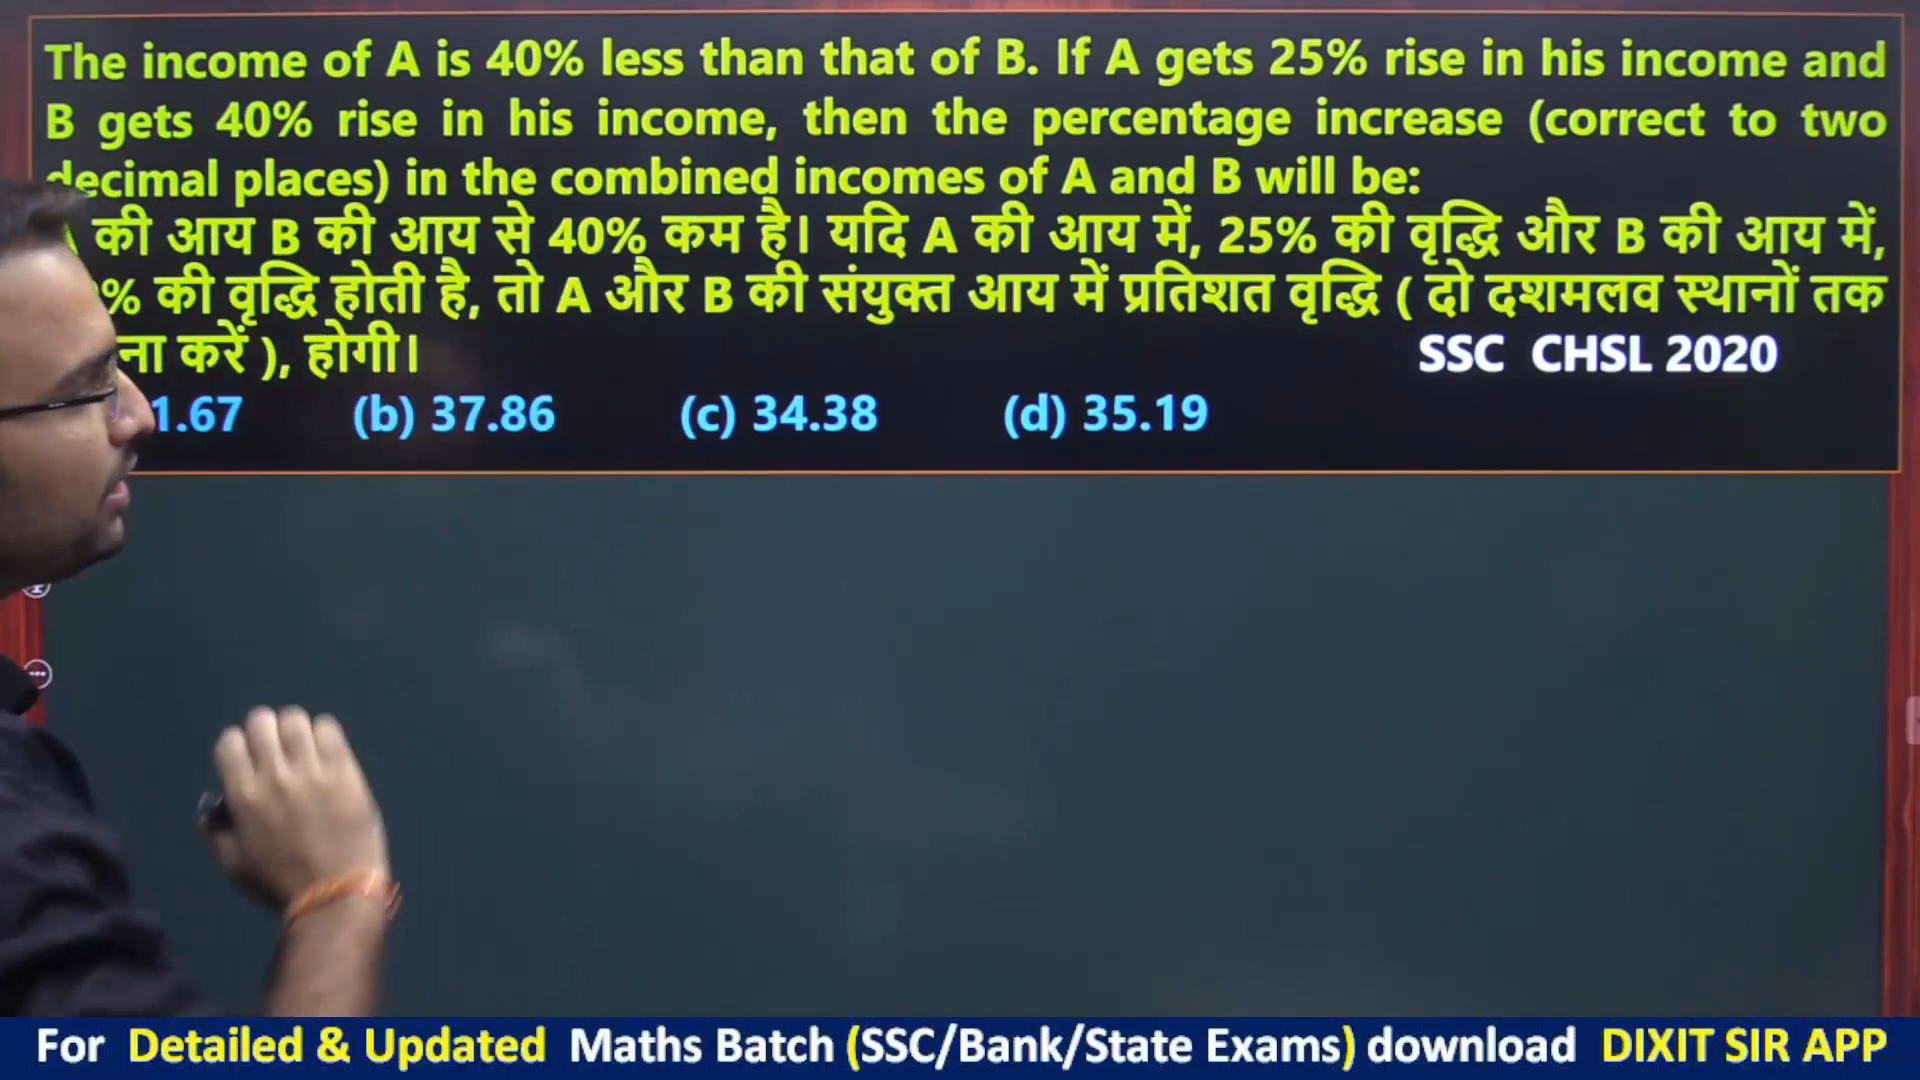 The income of A is 40% less than that of B. If A gets 25% rise in his income and
B gets 40% rise in his income, then the percentage increase (correct to two
decimal places) in the combined incomes of A and B will be:
की आय B की आय से 40% कम है। यदि A की आय में, 25% की वृद्धि और B की आय में,
% की वृद्धि होती है, तो A और B की संयुक्त आय में प्रतिशत वृद्धि ( दो दशमलव स्थानों तक
ना करें ), होगी।
SSC CHSL 2020
1.67 (b) 37.86 (c) 34.38 (d) 35.19
For Detailed & Updated Maths Batch (SSC/Bank/State Exams) download DIXIT SIR APP